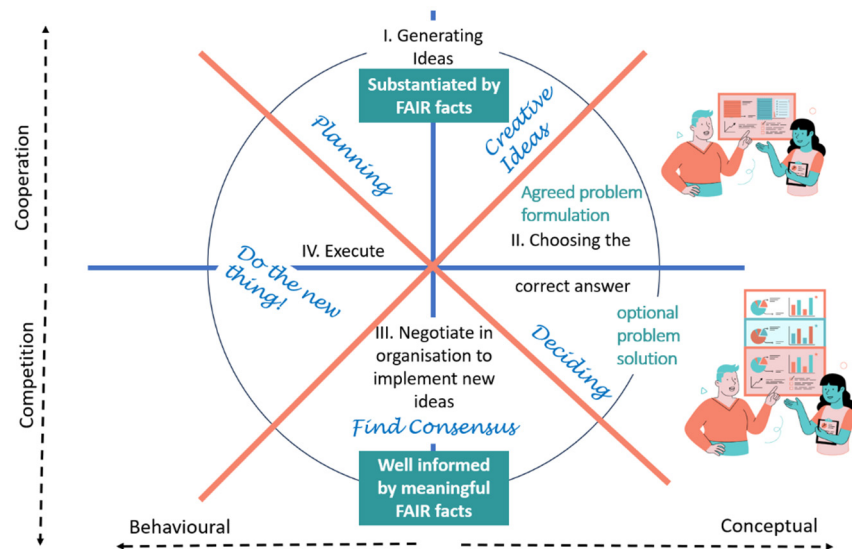 I. Generating
Ideas
Substantiated by
FAIR facts
Planning
Creative
Ideas
Cooperation
Agreed problem
formulation
II. Choosing the
IV. Execute
Do the new
thing!
correct answer
optional
problem
solution
Competition
III. Negotiate in
organisation to
implement new
ideas
Deciding
Find Consensus
Well informed
by meaningful
FAIR facts
Behavioural
Conceptual